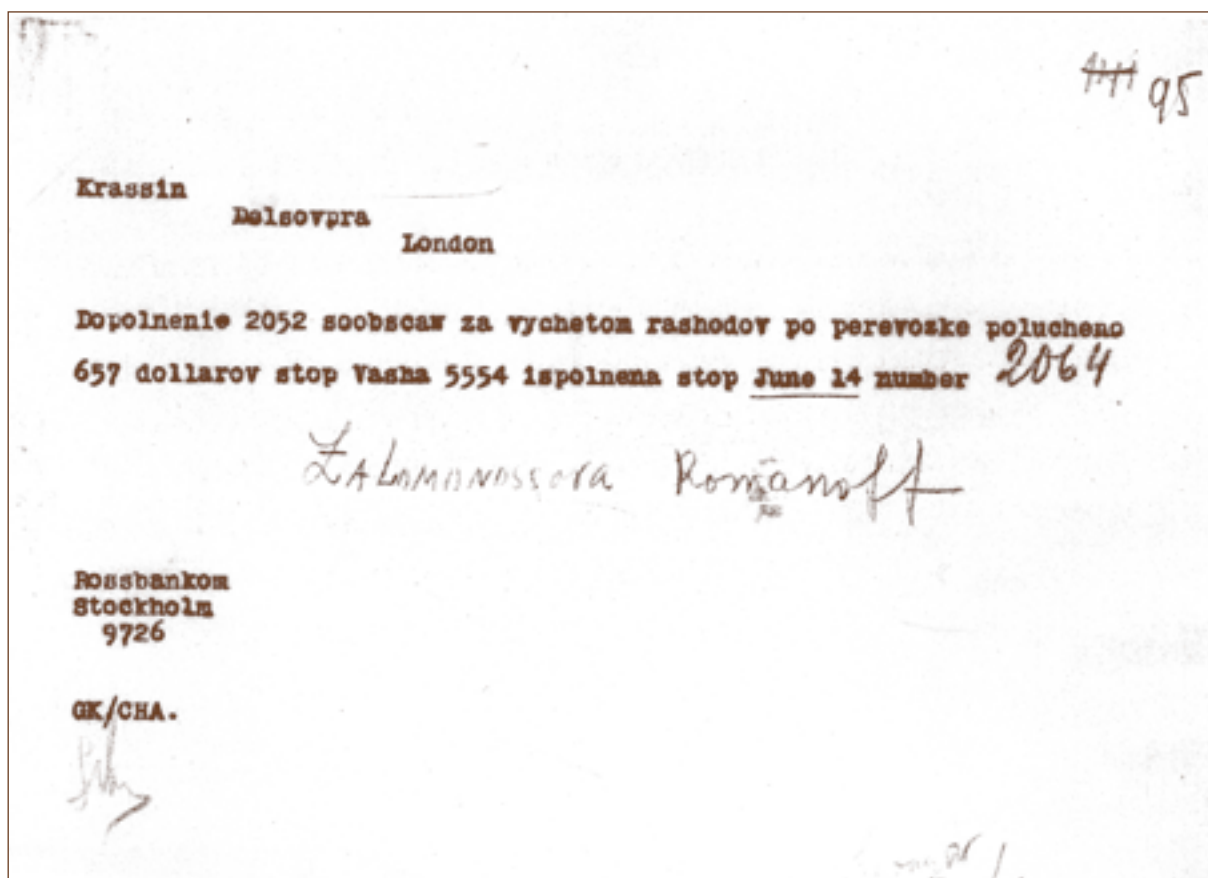 95
Krassin
Delsovpra
London
Dopolnenie 2052 soobscaw za vychetom rashodov po perevozke polucheno
657 dollarov stop Vasha 5554 ispolnena stop June 14 number 2064
Romanoff
Rossbankom
Stockholm
9726
GK/CHA.